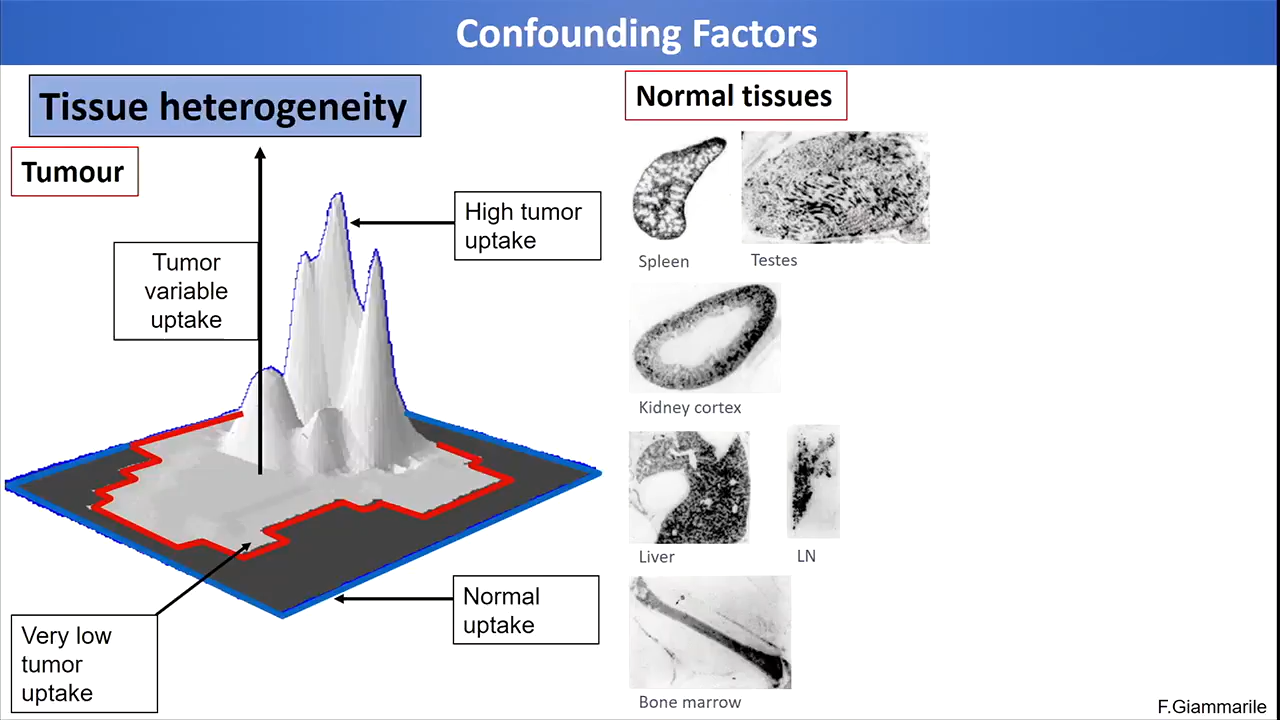 Confounding Factors
Tissue heterogeneity
Tumour
Tumor
variable
uptake
High tumor
uptake
Normal
uptake
Very low
tumor
uptake
Normal tissues
Spleen
Testes
Kidney cortex
Liver
LN
Bone marrow
F.Giammarile